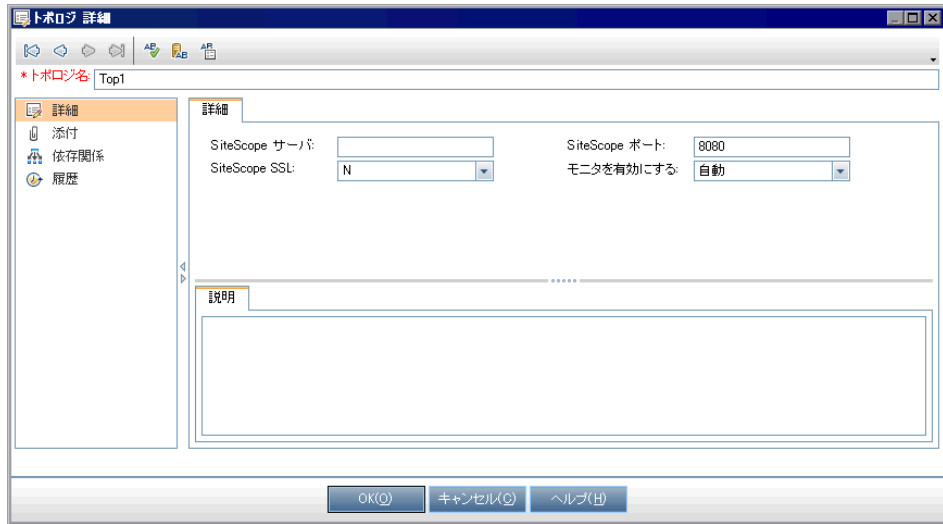 トポロジ 詳細
*トポロジ名: Top1
詳細
添付
依存関係
履歴
詳細
SiteScope サーバ:
SiteScope ポート: 8080
SiteScope SSL: N
モニタを有効にする: 自動
説明
OK(O) キャンセル(C) ヘルプ(H)